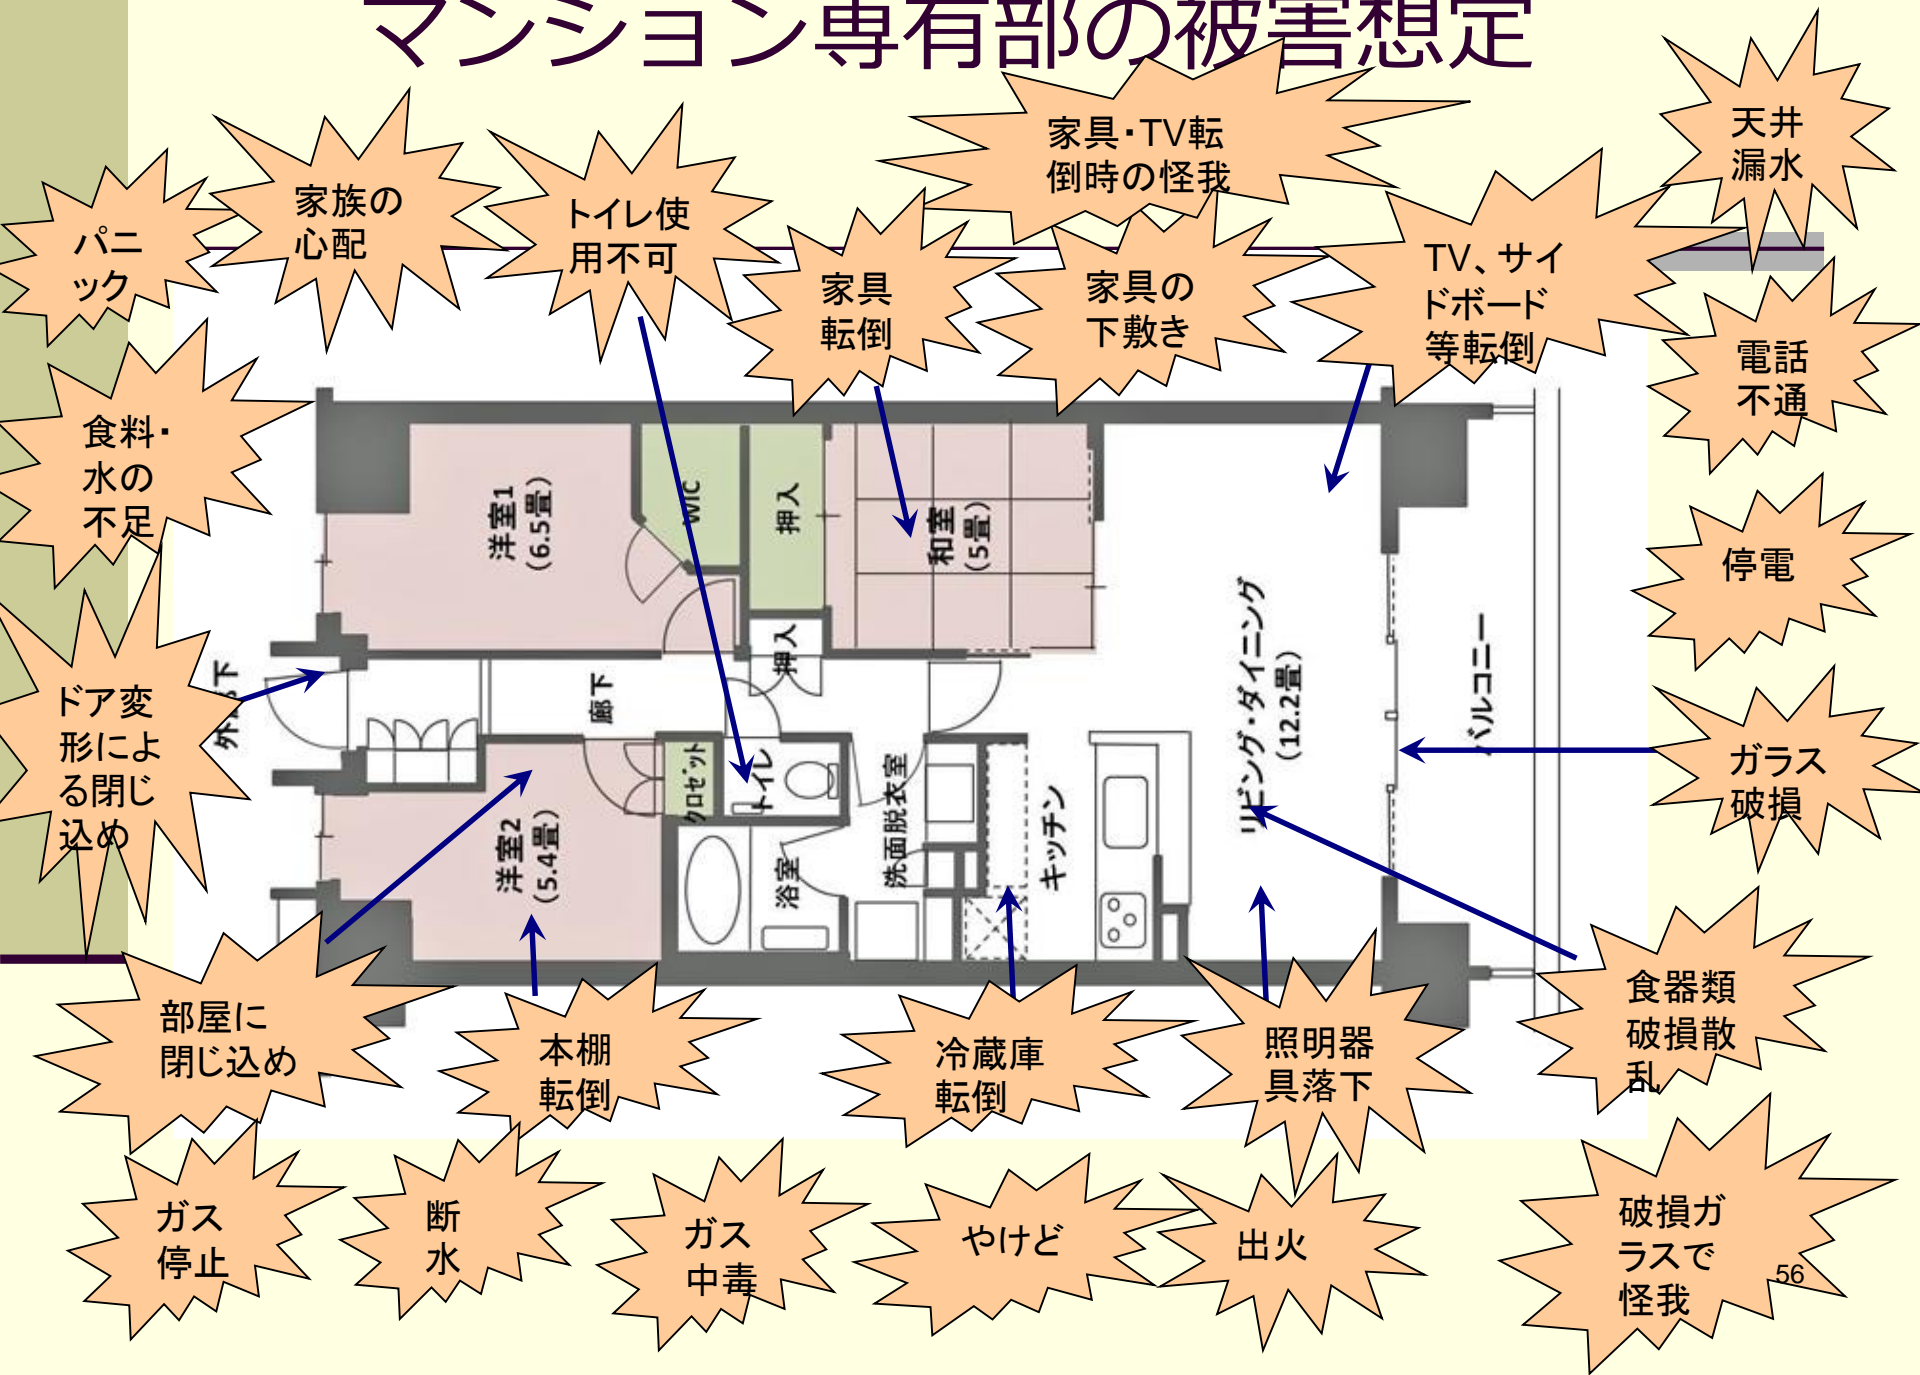 マンション専有部の被害想定
パニ
ック
家族の
心配
トイレ使
用不可
家具・TV転
倒時の怪我
天井
漏水
家具
転倒
家具の
下敷き
TV、サイ
ドボード
等転倒
電話
不通
食料・
水の
不足
停電
ドア変
形によ
る閉じ
込め
ガラス
破損
洋室1
(6.5畳)
WIC
押入
和室
(5畳)
押入
廊下
外廊下
洋室2
(5.4畳)
クロゼット
トイレ
浴室
洗面脱衣室
キッチン
リビング・ダイニング
(12.2畳)
バルコニー
部屋に
閉じ込め
本棚
転倒
冷蔵庫
転倒
照明器
具落下
食器類
破損散
乱
ガス
停止
断
水
ガス
中毒
やけど
出火
破損ガ
ラスで
怪我
56